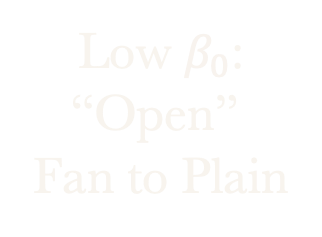 Low β₀:
“Open”
Fan to Plain